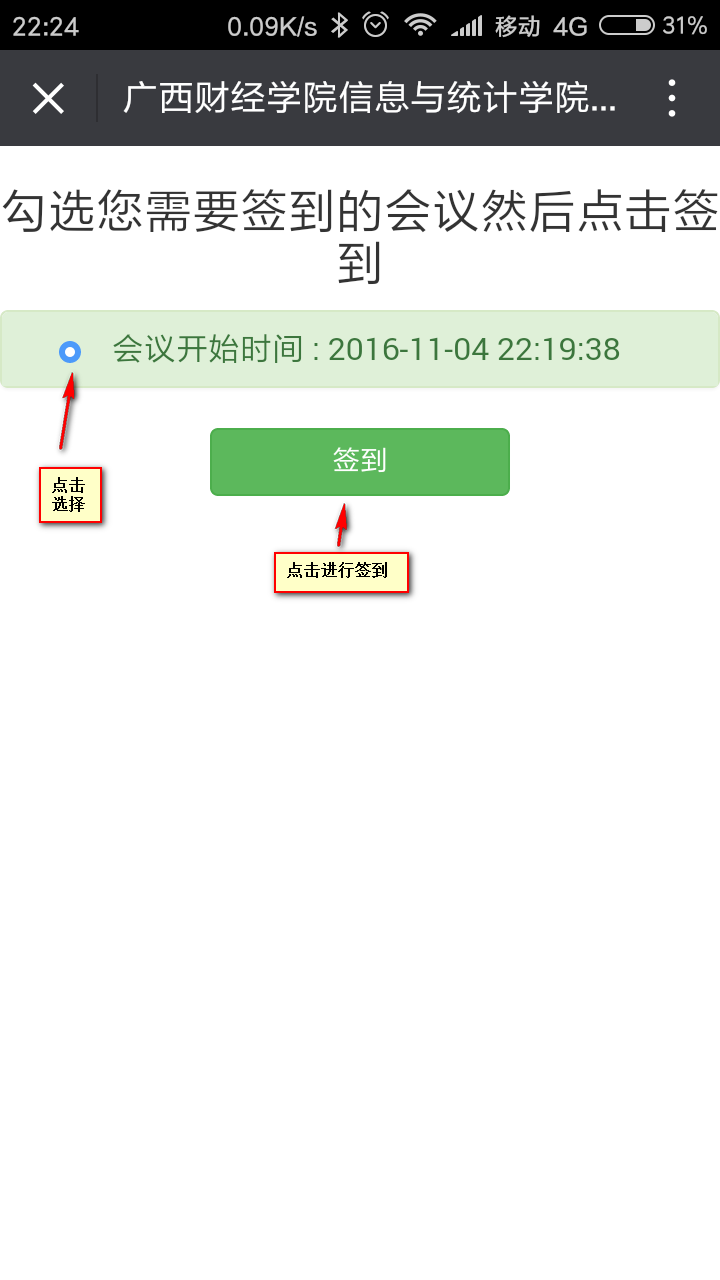 22:24 0.09K/s 移动 4G 31%
广西财经学院信息与统计学院...
勾选您需要签到的会议然后点击签
到
会议开始时间 : 2016-11-04 22:19:38
签到
点击
选择
点击进行签到